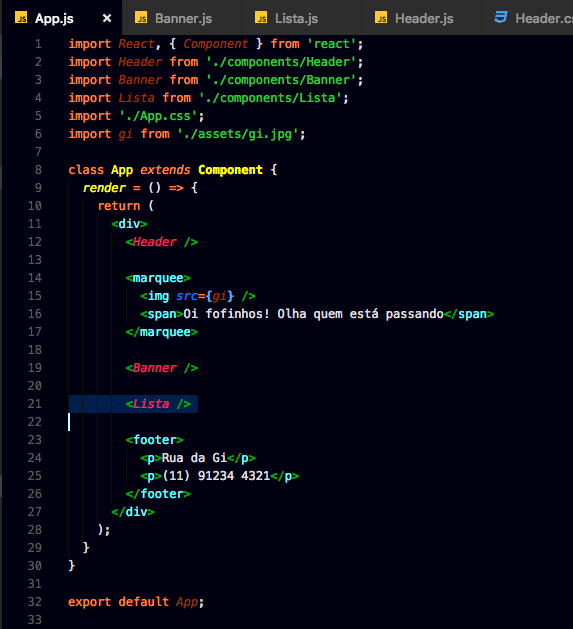 App.js × Banner.js Lista.js Header.js Header.cs
1 import React, { Component } from 'react';
2 import Header from './components/Header';
3 import Banner from './components/Banner';
4 import Lista from './components/Lista';
5 import './App.css';
6 import gi from './assets/gi.jpg';
7
8 class App extends Component {
9   render = () => {
10     return (
11       <div>
12         <Header />
13
14         <marquee>
15           <img src={gi} />
16           <span>Oi fofinhos! Olha quem está passando</span>
17         </marquee>
18
19         <Banner />
20
21         <Lista />
22
23         <footer>
24           <p>Rua da Gi</p>
25           <p>(11) 91234 4321</p>
26         </footer>
27       </div>
28     );
29   }
30 }
31
32 export default App;
33